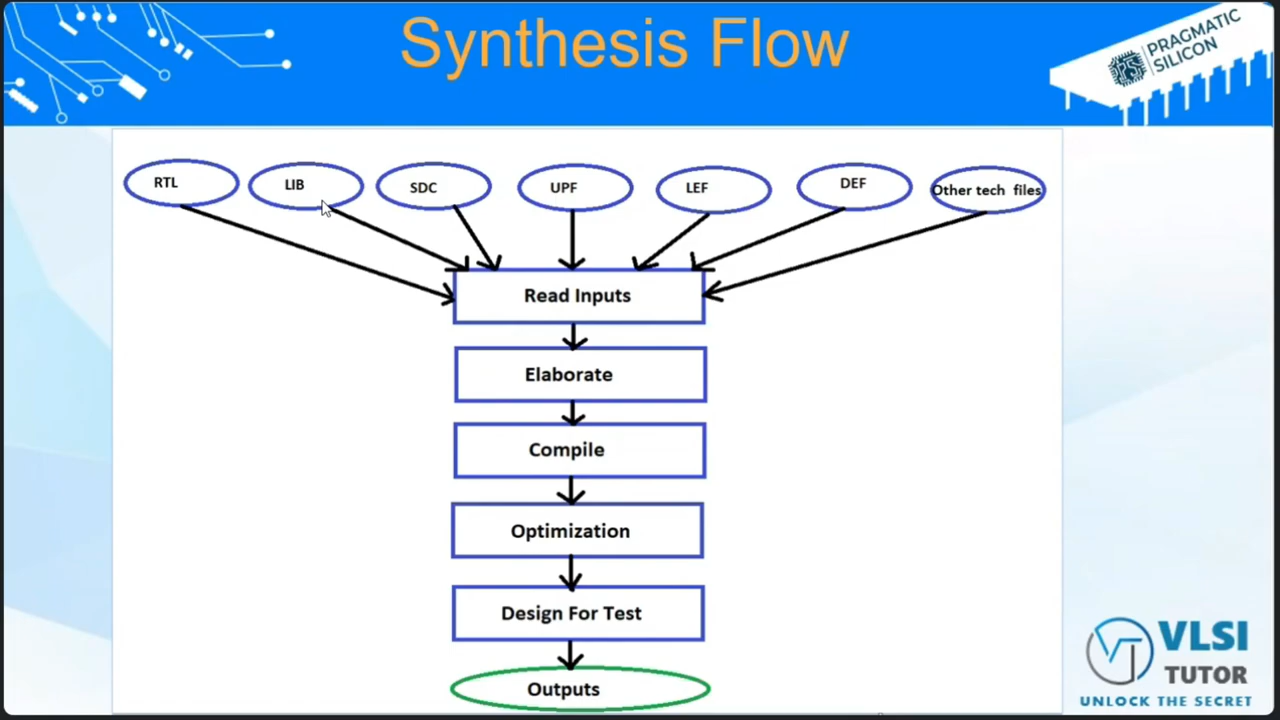 Synthesis Flow
PRAGMATIC
SILICON
RTL
LIB
SDC
UPF
LEF
DEF
Other tech files
Read Inputs
Elaborate
Compile
Optimization
Design For Test
Outputs
VLSI
TUTOR
UNLOCK THE SECRET